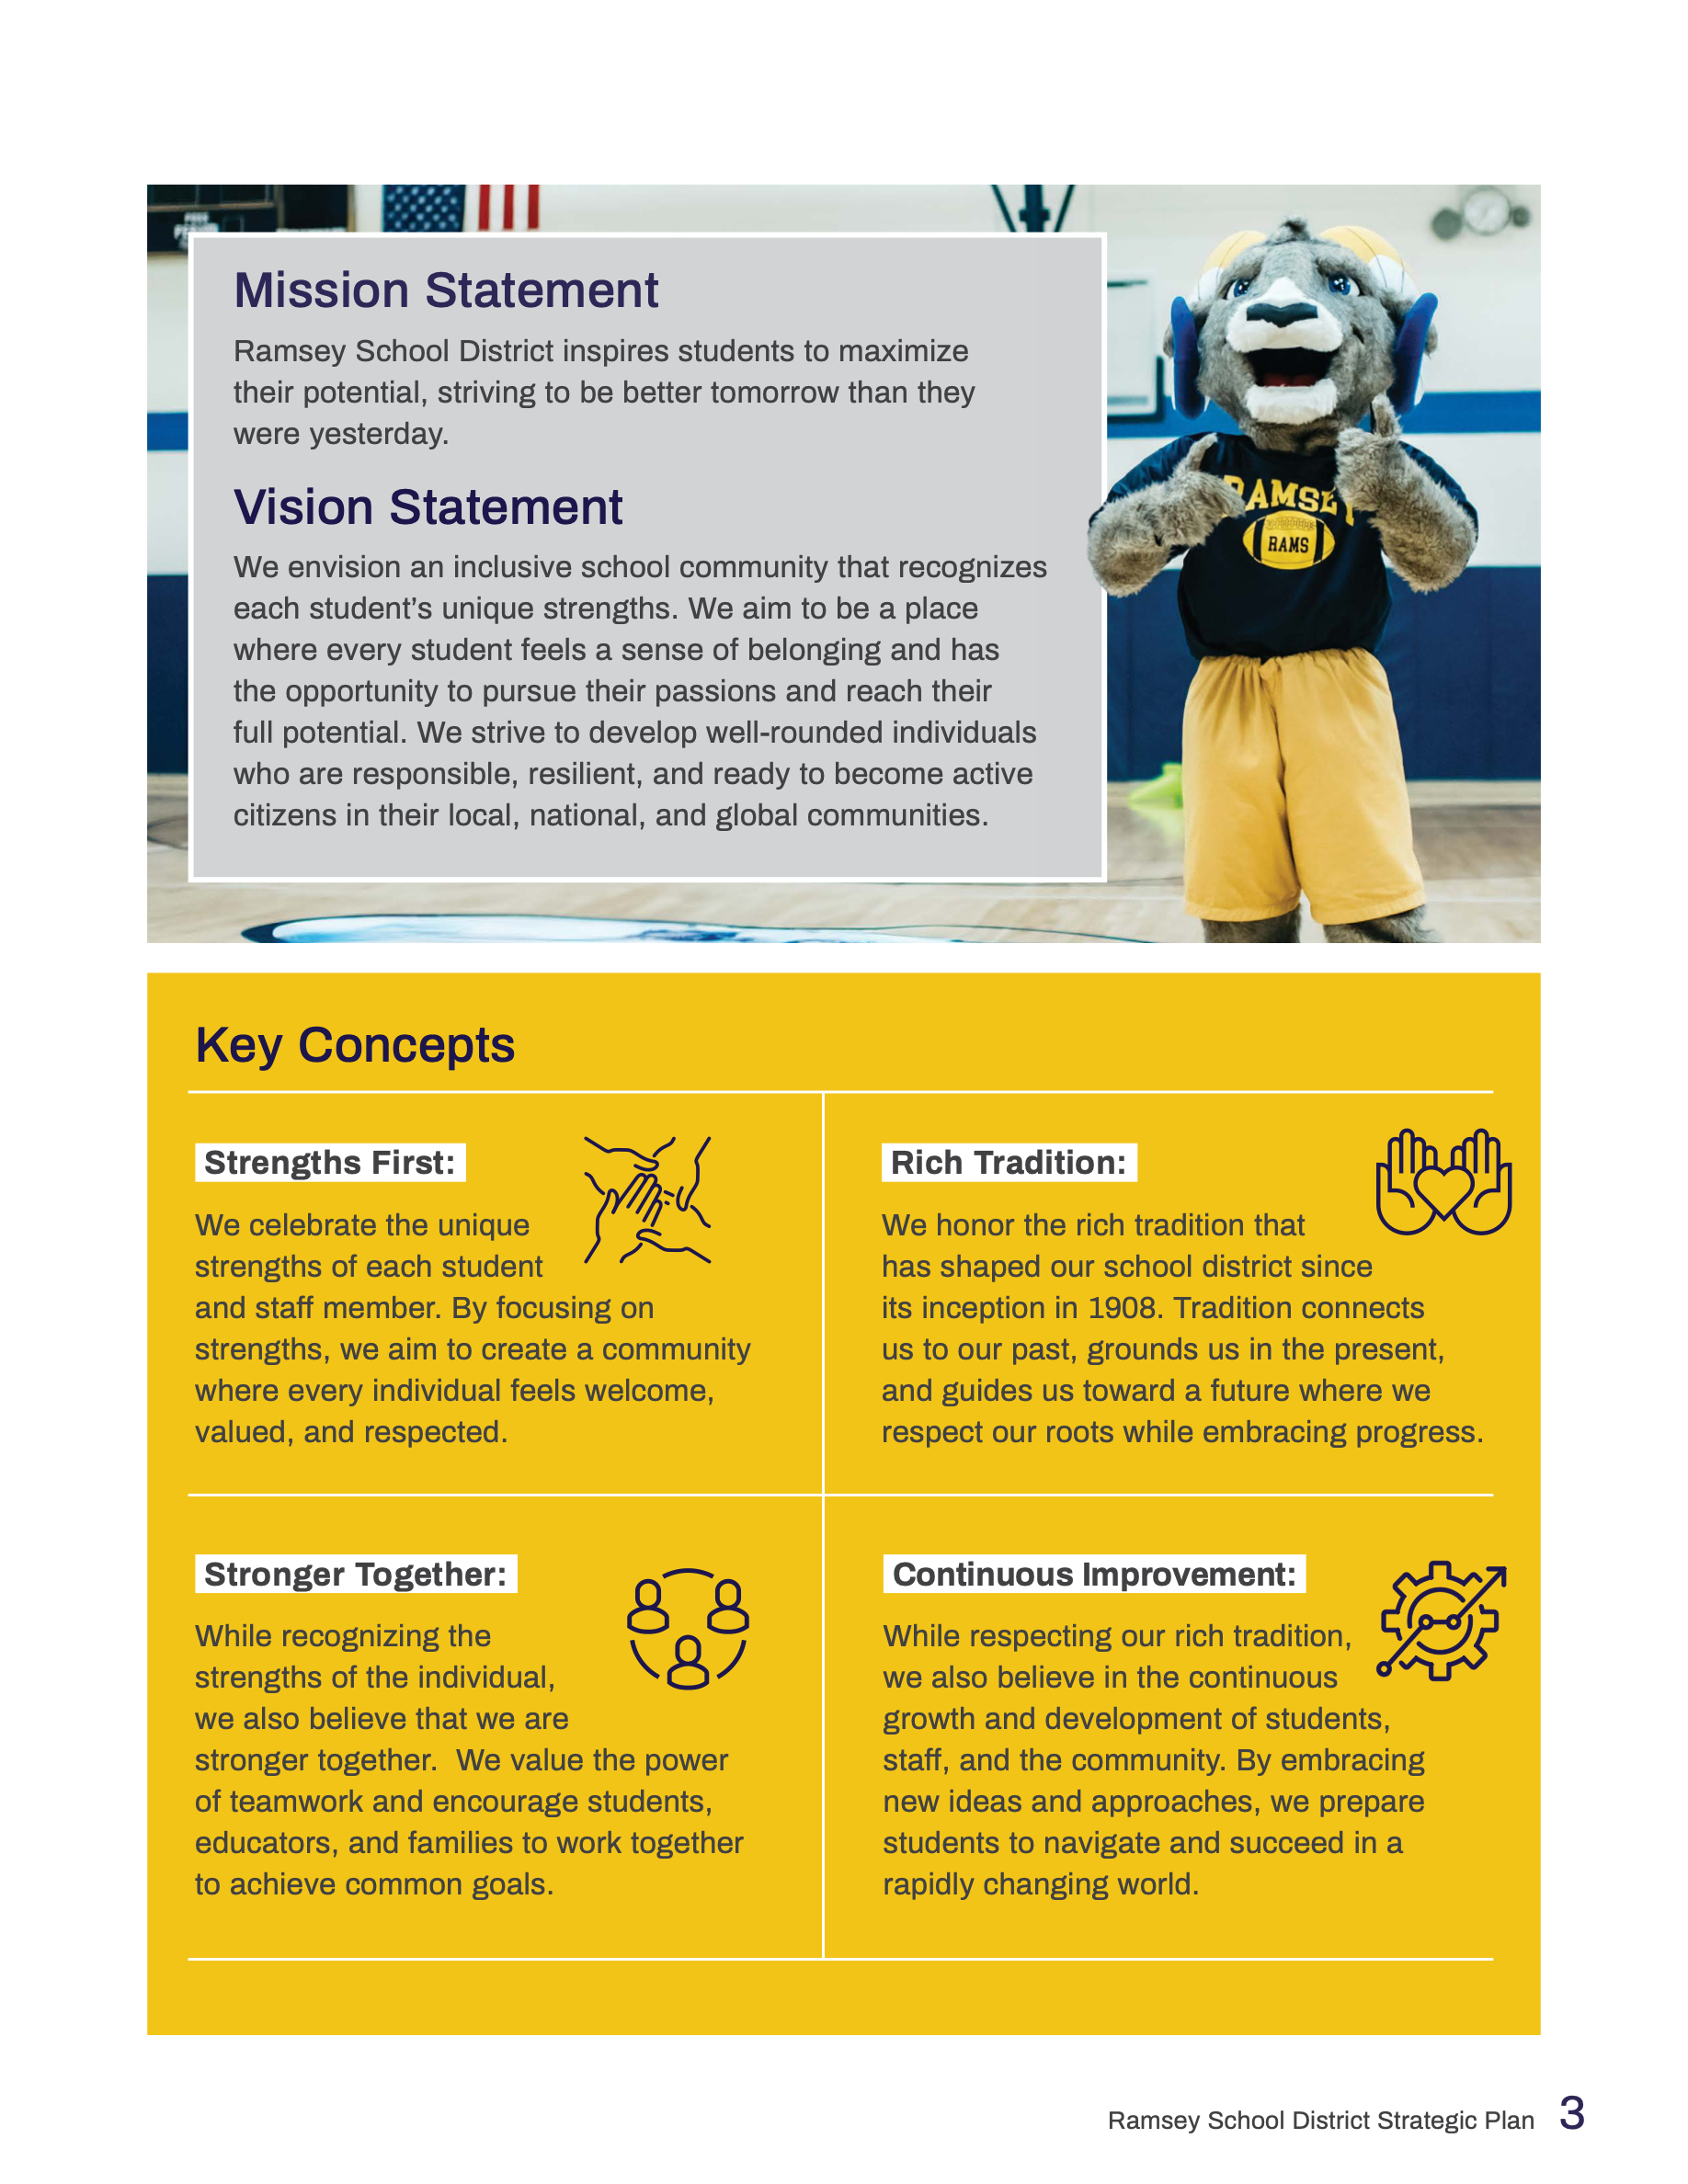 Mission Statement
Ramsey School District inspires students to maximize
their potential, striving to be better tomorrow than they
were yesterday.
Vision Statement
We envision an inclusive school community that recognizes
each student’s unique strengths. We aim to be a place
where every student feels a sense of belonging and has
the opportunity to pursue their passions and reach their
full potential. We strive to develop well-rounded individuals
who are responsible, resilient, and ready to become active
citizens in their local, national, and global communities.
RAMSEY
RAMS
Key Concepts
Strengths First:
We celebrate the unique
strengths of each student
and staff member. By focusing on
strengths, we aim to create a community
where every individual feels welcome,
valued, and respected.
Rich Tradition:
We honor the rich tradition that
has shaped our school district since
its inception in 1908. Tradition connects
us to our past, grounds us in the present,
and guides us toward a future where we
respect our roots while embracing progress.
Stronger Together:
While recognizing the
strengths of the individual,
we also believe that we are
stronger together.  We value the power
of teamwork and encourage students,
educators, and families to work together
to achieve common goals.
Continuous Improvement:
While respecting our rich tradition,
we also believe in the continuous
growth and development of students,
staff, and the community. By embracing
new ideas and approaches, we prepare
students to navigate and succeed in a
rapidly changing world.
Ramsey School District Strategic Plan 3